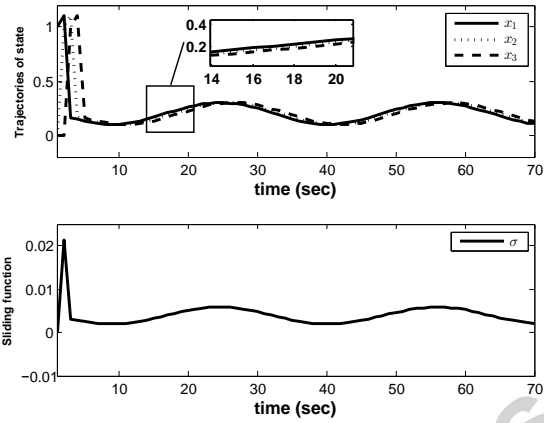 Trajectories of state
1
0.5
0
0.4
0.2
14 16 18 20
x₁
x₂
x₃
10 20 30 40 50 60 70
time (sec)
Sliding function
0.02
0.01
0
−0.01
σ
10 20 30 40 50 60 70
time (sec)